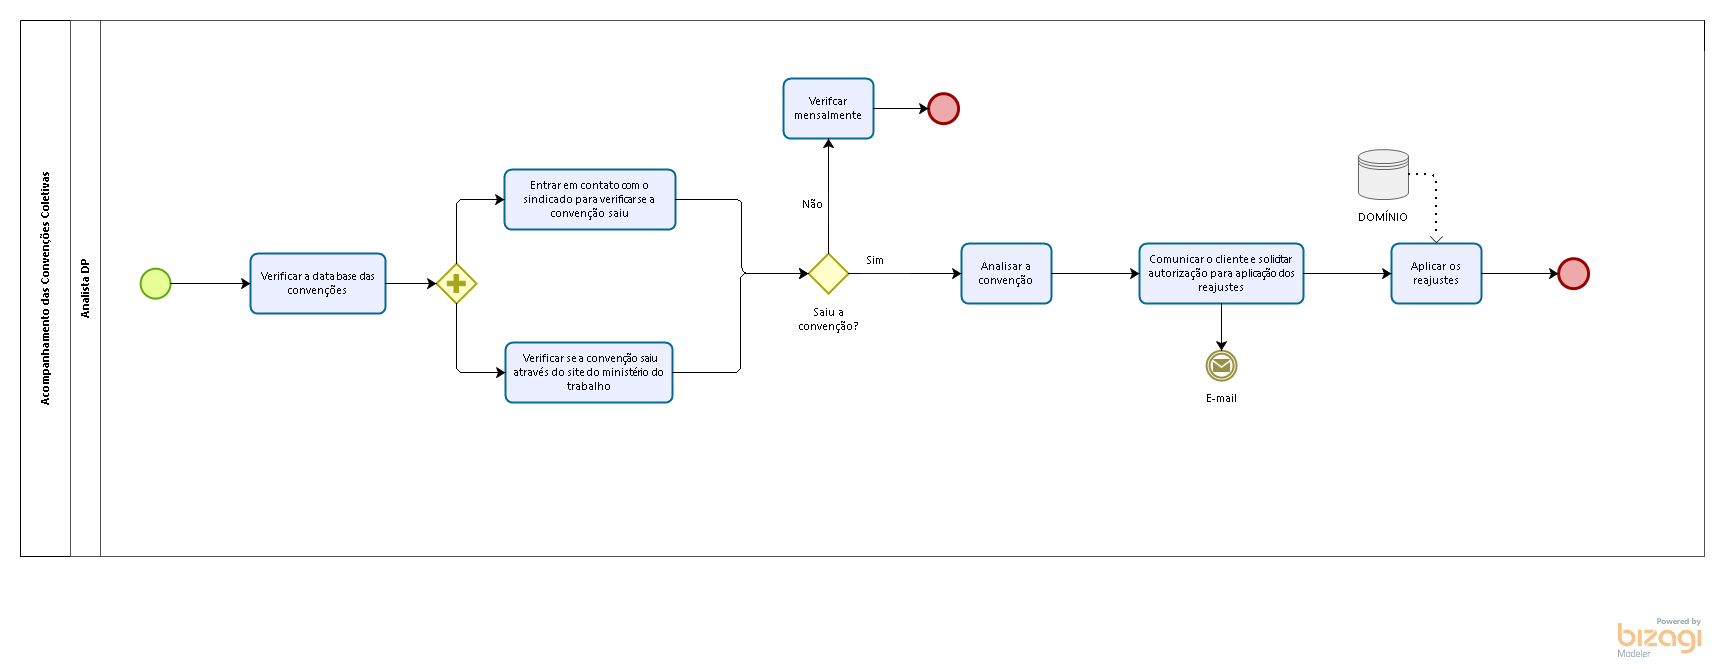 Acompanhamento das Convenções Coletivas
Analista DP
Verificar a data base das
convenções
Entrar em contato com o
sindicado para verificar se a
convenção saiu
Verificar se a convenção saiu
através do site do ministério do
trabalho
Verifcar
mensalmente
Não
Sim
Saiu a
convenção?
Analisar a
convenção
Comunicar o cliente e solicitar
autorização para aplicação dos
reajustes
E-mail
DOMÍNIO
Aplicar os
reajustes
Powered by
bizagi
Modeler